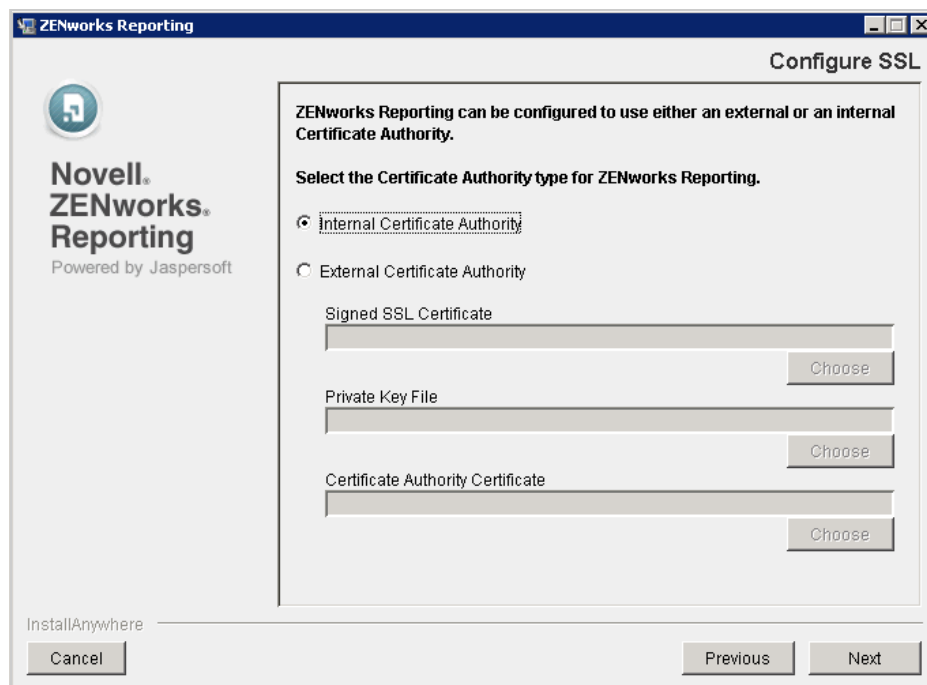 ZENworks Reporting
Configure SSL
Novell®
ZENworks®
Reporting
Powered by Jaspersoft
ZENworks Reporting can be configured to use either an external or an internal
Certificate Authority.
Select the Certificate Authority type for ZENworks Reporting.
Internal Certificate Authority
External Certificate Authority
Signed SSL Certificate
Choose
Private Key File
Choose
Certificate Authority Certificate
Choose
InstallAnywhere
Cancel
Previous
Next